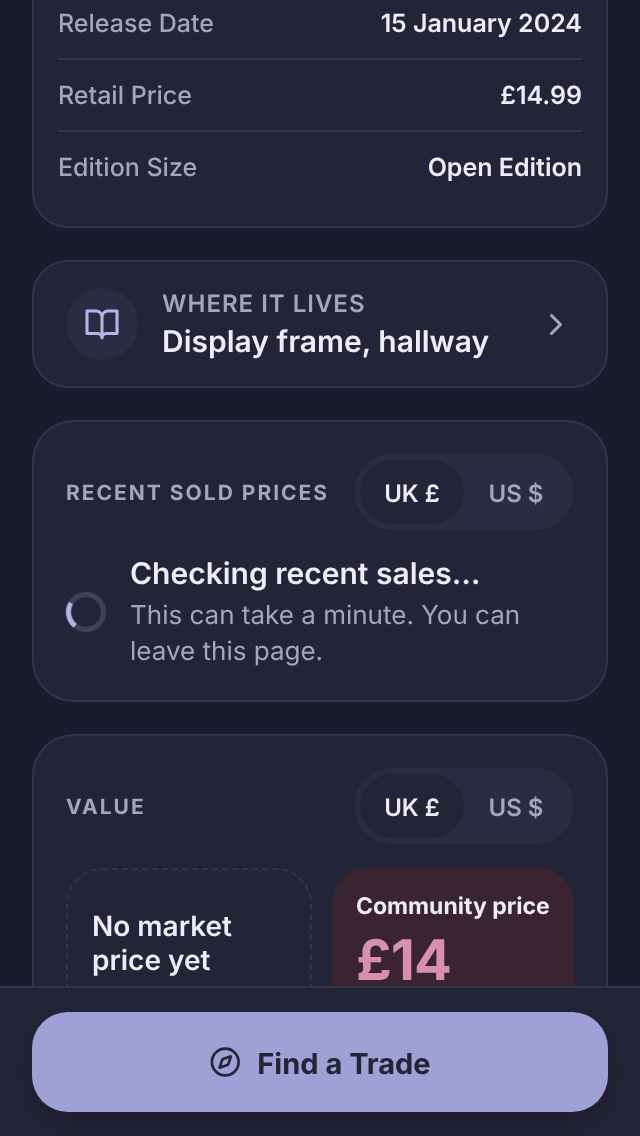 Release Date 15 January 2024
Retail Price £14.99
Edition Size Open Edition
WHERE IT LIVES
Display frame, hallway
RECENT SOLD PRICES UK £ US $
Checking recent sales...
This can take a minute. You can
leave this page.
VALUE UK £ US $
Community price
No market
price yet
£14
Find a Trade